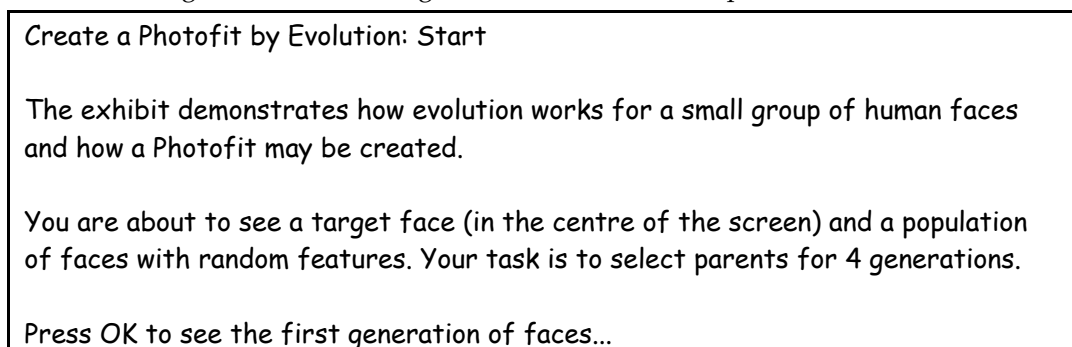 Create a Photofit by Evolution: Start
The exhibit demonstrates how evolution works for a small group of human faces
and how a Photofit may be created.
You are about to see a target face (in the centre of the screen) and a population
of faces with random features. Your task is to select parents for 4 generations.
Press OK to see the first generation of faces...